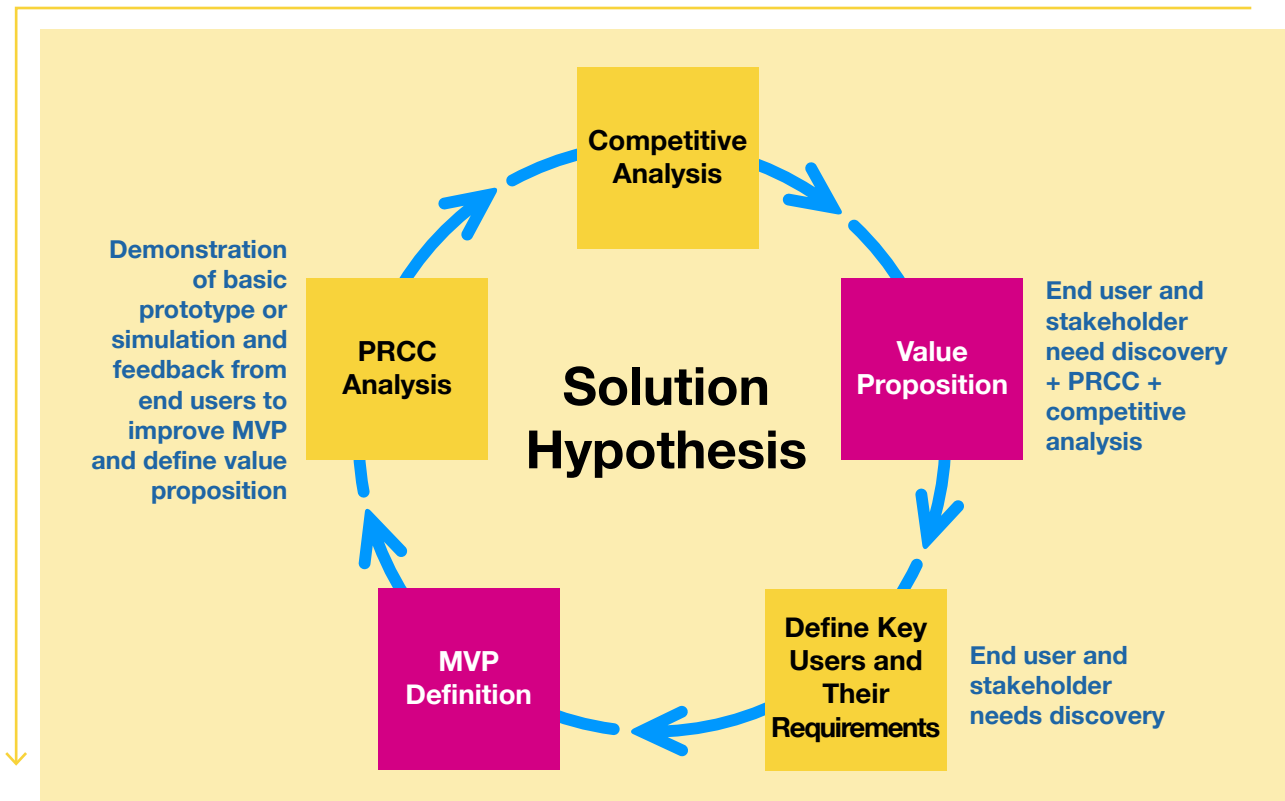 Competitive
Analysis
Demonstration
of basic
prototype or
simulation and
feedback from
end users to
improve MVP
and define value
proposition
PRCC
Analysis
Solution
Hypothesis
Value
Proposition
End user and
stakeholder
need discovery
+ PRCC +
competitive
analysis
MVP
Definition
Define Key
Users and
Their
Requirements
End user and
stakeholder
needs discovery